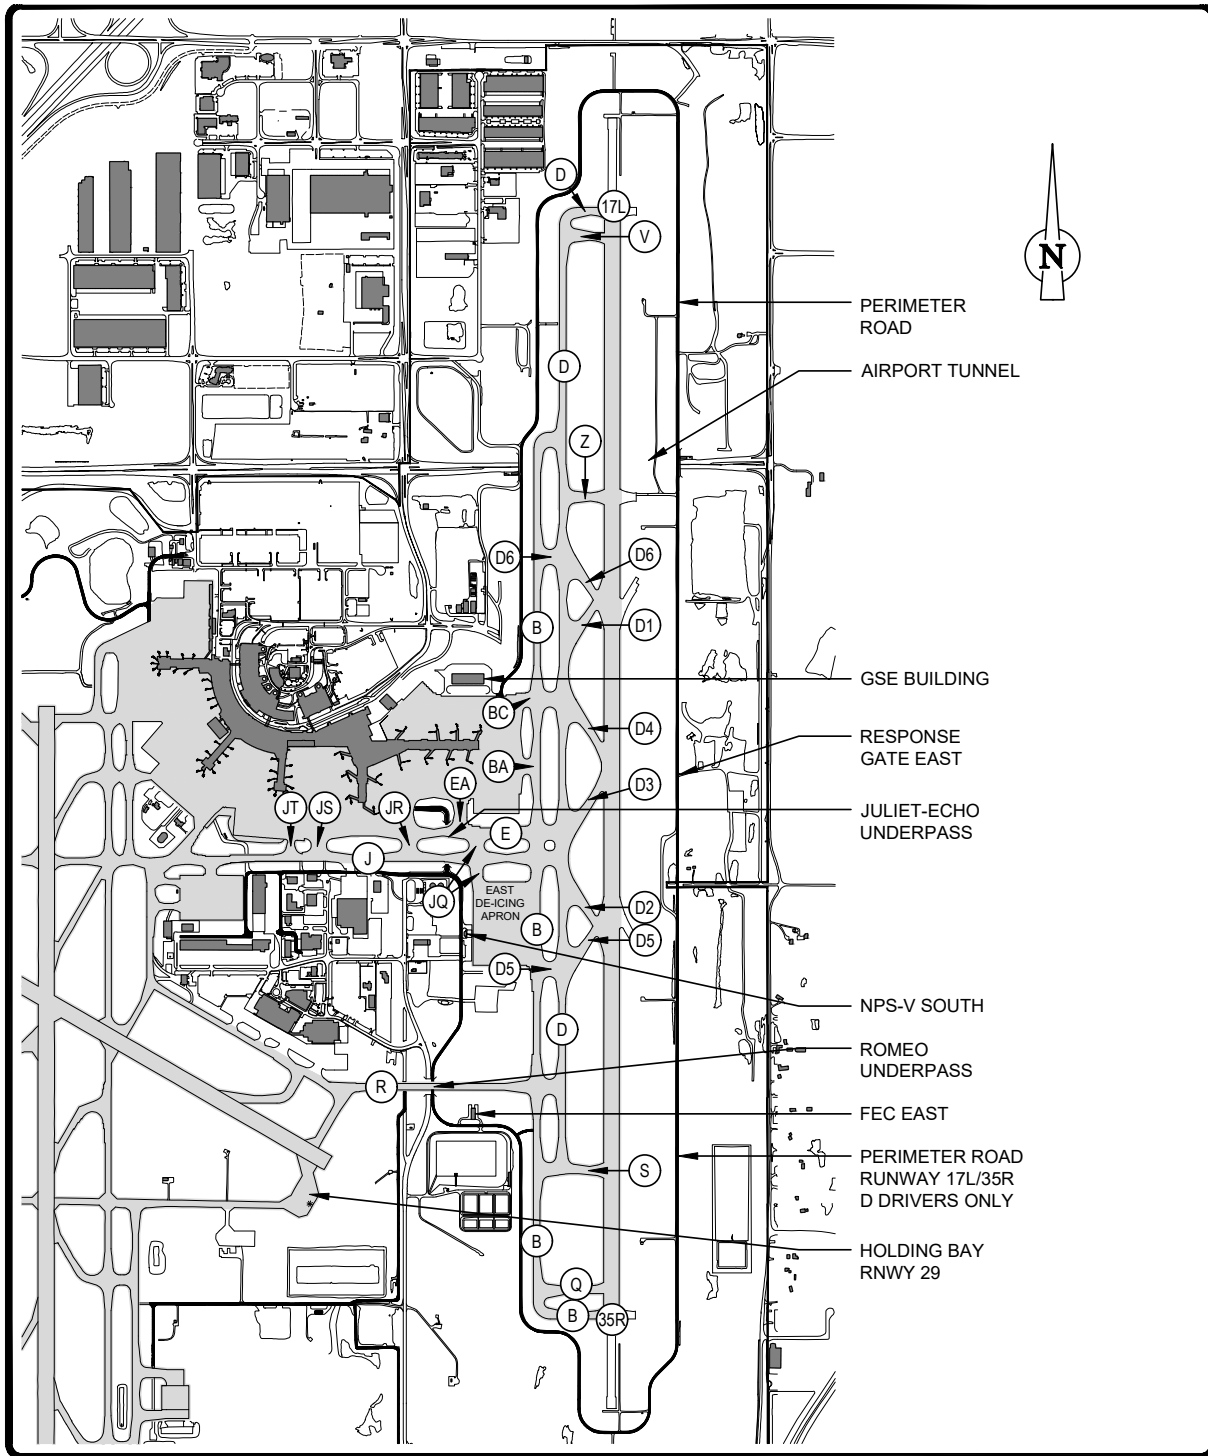 D
17L
V
N
PERIMETER
ROAD
D
AIRPORT TUNNEL
Z
D6
D6
B
D1
GSE BUILDING
BC
D4
RESPONSE
GATE EAST
BA
EA
D3
JT
JS
JR
JULIET-ECHO
UNDERPASS
E
J
JQ
EAST
DE-ICING
APRON
D2
B
D5
D5
NPS-V SOUTH
D
ROMEO
UNDERPASS
R
FEC EAST
S
PERIMETER ROAD
RUNWAY 17L/35R
D DRIVERS ONLY
B
HOLDING BAY
RNWY 29
Q
B
35R